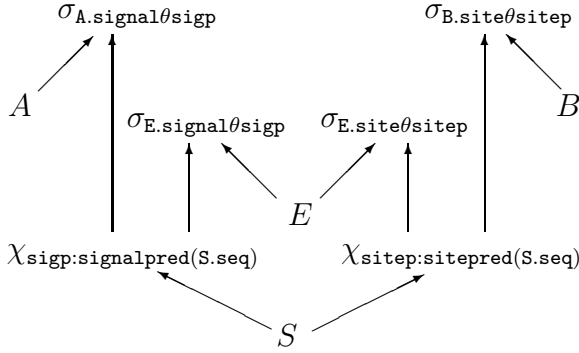 σA.signalθsigp σB.siteθsitep
A B
σE.signalθsigp σE.siteθsitep
E
χsigp:signalpred(S.seq) χsitep:sitepred(S.seq)
S